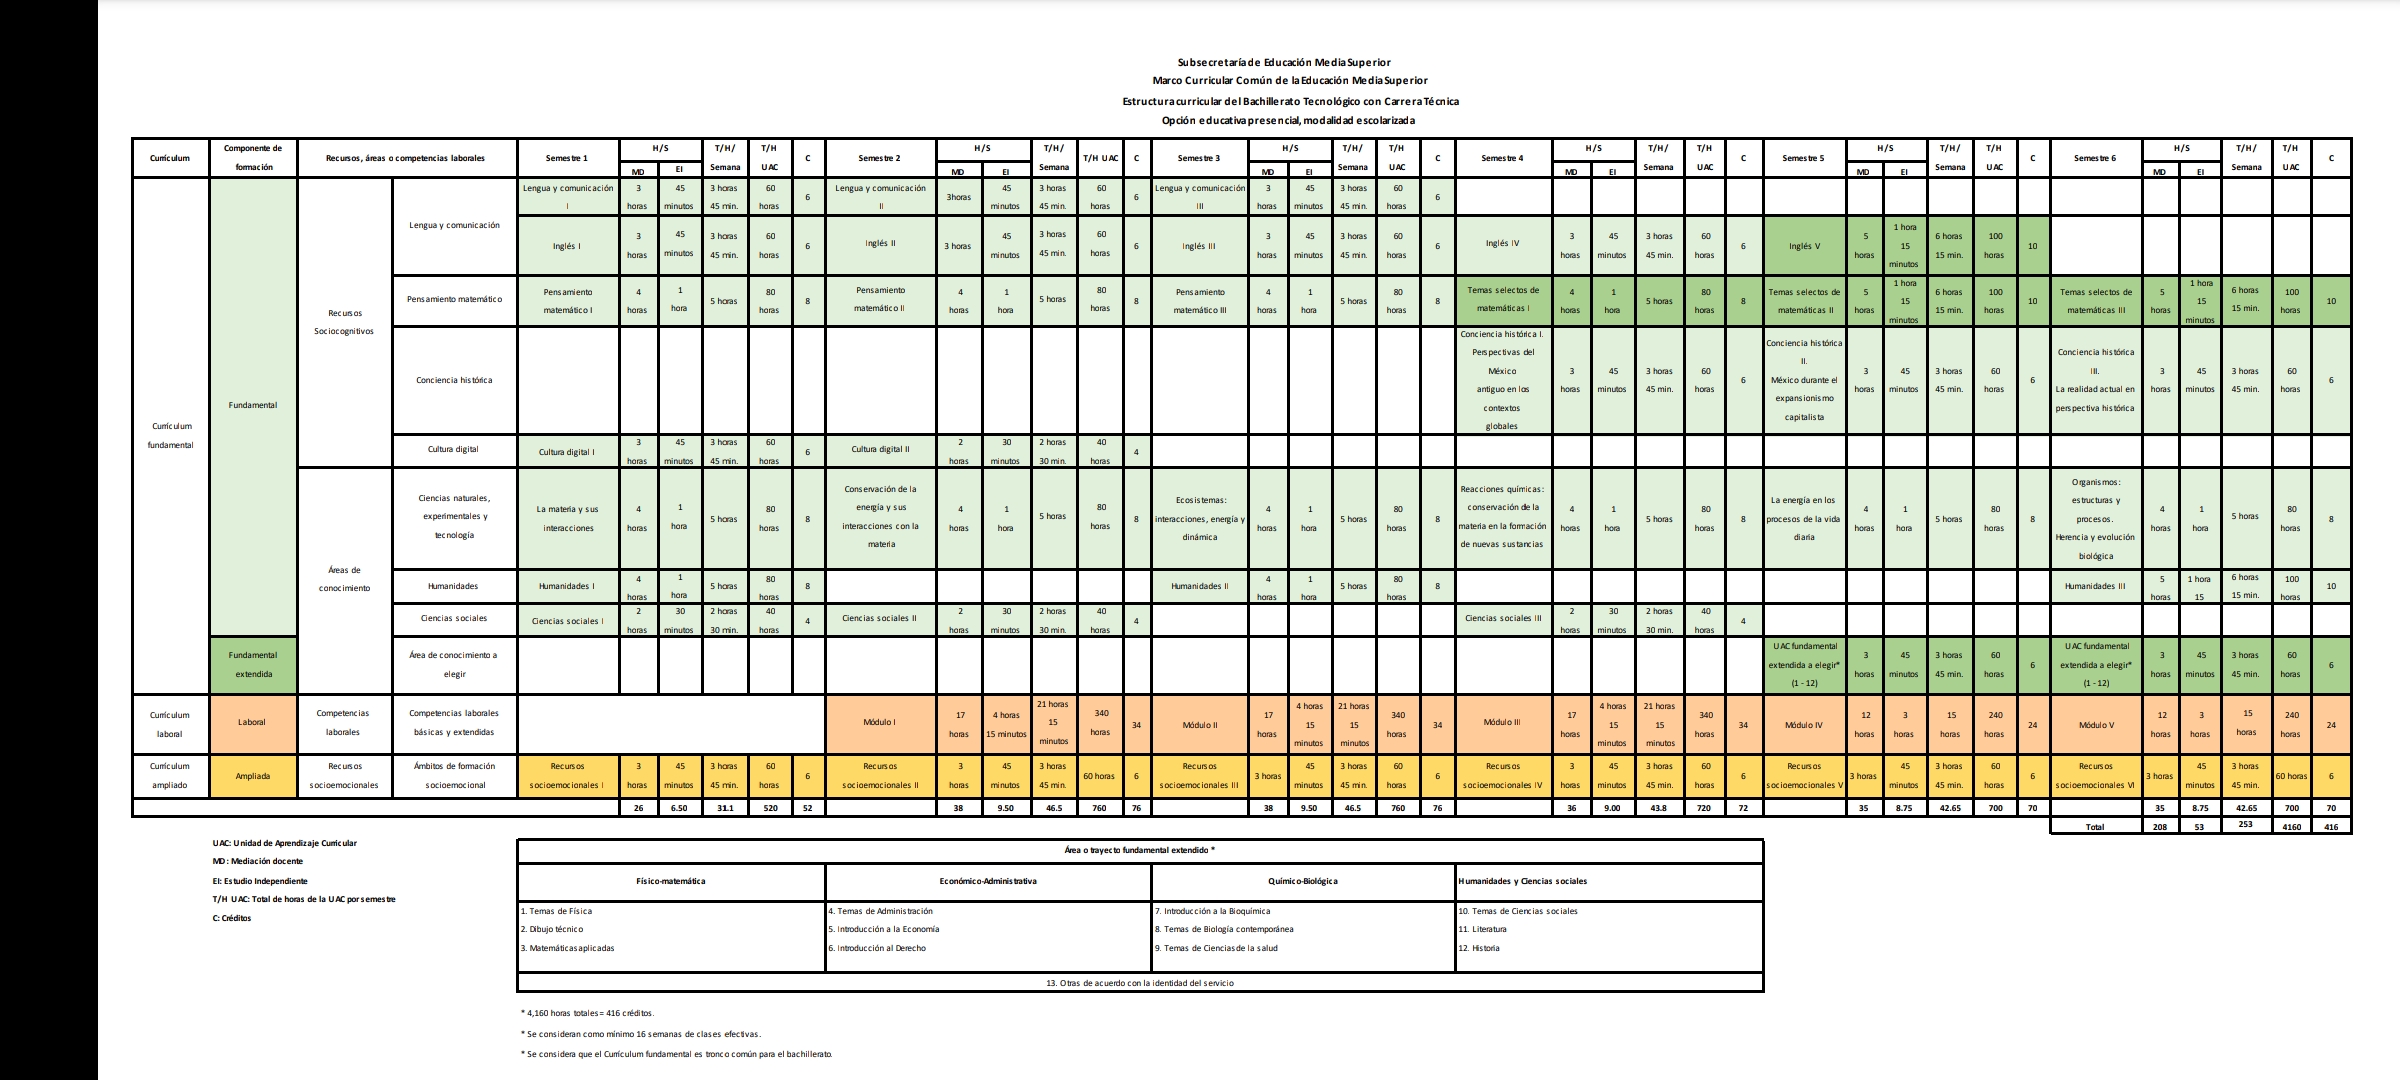 Subsecretaría de Educación Media Superior
Marco Curricular Común de la Educación Media Superior
Estructura curricular del Bachillerato Tecnológico con Carrera Técnica
Opción educativa presencial, modalidad escolarizada
Currículum | Componente de formación | Recursos, áreas o competencias laborales | Semestre 1 | H/S MD EI | T/H/ Semana | T/H UAC | C | Semestre 2 | H/S MD EI | T/H/ Semana | T/H UAC | C | Semestre 3 | H/S MD EI | T/H/ Semana | T/H UAC | C | Semestre 4 | H/S MD EI | T/H/ Semana | T/H UAC | C | Semestre 5 | H/S MD EI | T/H/ Semana | T/H UAC | C | Semestre 6 | H/S MD EI | T/H/ Semana | T/H UAC | C
Currículum fundamental | Fundamental | Recursos Sociocognitivos | Lengua y comunicación | Lengua y comunicación I | 3 horas | 45 minutos | 3 horas 45 min. | 60 horas | 6 | Lengua y comunicación II | 3horas | 45 minutos | 3 horas 45 min. | 60 horas | 6 | Lengua y comunicación III | 3 horas | 45 minutos | 3 horas 45 min. | 60 horas | 6
Inglés I | 3 horas | 45 minutos | 3 horas 45 min. | 60 horas | 6 | Inglés II | 3 horas | 45 minutos | 3 horas 45 min. | 60 horas | 6 | Inglés III | 3 horas | 45 minutos | 3 horas 45 min. | 60 horas | 6 | Inglés IV | 3 horas | 45 minutos | 3 horas 45 min. | 60 horas | 6 | Inglés V | 5 horas | 1 hora 15 minutos | 6 horas 15 min. | 100 horas | 10
Pensamiento matemático | Pensamiento matemático I | 4 horas | 1 hora | 5 horas | 80 horas | 8 | Pensamiento matemático II | 4 horas | 1 hora | 5 horas | 80 horas | 8 | Pensamiento matemático III | 4 horas | 1 hora | 5 horas | 80 horas | 8 | Temas selectos de matemáticas I | 4 horas | 1 hora | 5 horas | 80 horas | 8 | Temas selectos de matemáticas II | 5 horas | 1 hora 15 minutos | 6 horas 15 min. | 100 horas | 10 | Temas selectos de matemáticas III | 5 horas | 1 hora 15 minutos | 6 horas 15 min. | 100 horas | 10
Conciencia histórica | Conciencia histórica I. Perspectivas del México antiguo en los contextos globales | 3 horas | 45 minutos | 3 horas 45 min. | 60 horas | 6 | Conciencia histórica II. México durante el expansionismo capitalista | 3 horas | 45 minutos | 3 horas 45 min. | 60 horas | 6 | Conciencia histórica III. La realidad actual en perspectiva histórica | 3 horas | 45 minutos | 3 horas 45 min. | 60 horas | 6
Cultura digital | Cultura digital I | 3 horas | 45 minutos | 3 horas 45 min. | 60 horas | 6 | Cultura digital II | 2 horas | 30 minutos | 2 horas 30 min. | 40 horas | 4
Áreas de conocimiento | Ciencias naturales, experimentales y tecnología | La materia y sus interacciones | 4 horas | 1 hora | 5 horas | 80 horas | 8 | Conservación de la energía y sus interacciones con la materia | 4 horas | 1 hora | 5 horas | 80 horas | 8 | Ecosistemas: interacciones, energía y dinámica | 4 horas | 1 hora | 5 horas | 80 horas | 8 | Reacciones químicas: conservación de la materia en la formación de nuevas sustancias | 4 horas | 1 hora | 5 horas | 80 horas | 8 | La energía en los procesos de la vida diaria | 4 horas | 1 hora | 5 horas | 80 horas | 8 | Organismos: estructuras y procesos. Herencia y evolución biológica | 4 horas | 1 hora | 5 horas | 80 horas | 8
Humanidades | Humanidades I | 4 horas | 1 hora | 5 horas | 80 horas | 8 | Humanidades II | 4 horas | 1 hora | 5 horas | 80 horas | 8 | Humanidades III | 5 horas | 1 hora 15 | 6 horas 15 min. | 100 horas | 10
Ciencias sociales | Ciencias sociales I | 2 horas | 30 minutos | 2 horas 30 min. | 40 horas | 4 | Ciencias sociales II | 2 horas | 30 minutos | 2 horas 30 min. | 40 horas | 4 | Ciencias sociales III | 2 horas | 30 minutos | 2 horas 30 min. | 40 horas | 4
Fundamental extendida | Área de conocimiento a elegir | UAC fundamental extendida a elegir* (1 - 12) | 3 horas | 45 minutos | 3 horas 45 min. | 60 horas | 6 | UAC fundamental extendida a elegir* (1 - 12) | 3 horas | 45 minutos | 3 horas 45 min. | 60 horas | 6
Currículum laboral | Laboral | Competencias laborales | Competencias laborales básicas y extendidas | Módulo I | 17 horas | 4 horas 15 minutos | 21 horas 15 minutos | 340 horas | 34 | Módulo II | 17 horas | 4 horas 15 minutos | 21 horas 15 minutos | 340 horas | 34 | Módulo III | 17 horas | 4 horas 15 minutos | 21 horas 15 minutos | 340 horas | 34 | Módulo IV | 12 horas | 3 horas | 15 horas | 240 horas | 24 | Módulo V | 12 horas | 3 horas | 15 horas | 240 horas | 24
Currículum ampliado | Ampliada | Recursos socioemocionales | Ámbitos de formación socioemocional | Recursos socioemocionales I | 3 horas | 45 minutos | 3 horas 45 min. | 60 horas | 6 | Recursos socioemocionales II | 3 horas | 45 minutos | 3 horas 45 min. | 60 horas | 6 | Recursos socioemocionales III | 3 horas | 45 minutos | 3 horas 45 min. | 60 horas | 6 | Recursos socioemocionales IV | 3 horas | 45 minutos | 3 horas 45 min. | 60 horas | 6 | Recursos socioemocionales V | 3 horas | 45 minutos | 3 horas 45 min. | 60 horas | 6 | Recursos socioemocionales VI | 3 horas | 45 minutos | 3 horas 45 min. | 60 horas | 6
26 | 6.50 | 31.1 | 520 | 52 | 38 | 9.50 | 46.5 | 760 | 76 | 38 | 9.50 | 46.5 | 760 | 76 | 36 | 9.00 | 43.8 | 720 | 72 | 35 | 8.75 | 42.65 | 700 | 70 | 35 | 8.75 | 42.65 | 700 | 70
Total | 208 | 53 | 253 | 4160 | 416
UAC: Unidad de Aprendizaje Curricular
MD: Mediación docente
EI: Estudio Independiente
T/H UAC: Total de horas de la UAC por semestre
C: Créditos
Área o trayecto fundamental extendido *
Físico-matemática | Económico-Administrativa | Químico-Biológica | Humanidades y Ciencias sociales
1. Temas de Física | 4. Temas de Administración | 7. Introducción a la Bioquímica | 10. Temas de Ciencias sociales
2. Dibujo técnico | 5. Introducción a la Economía | 8. Temas de Biología contemporánea | 11. Literatura
3. Matemáticas aplicadas | 6. Introducción al Derecho | 9. Temas de Ciencias de la salud | 12. Historia
13. Otras de acuerdo con la identidad del servicio
* 4,160 horas totales= 416 créditos.
* Se consideran como mínimo 16 semanas de clases efectivas.
* Se considera que el Currículum fundamental es tronco común para el bachillerato.